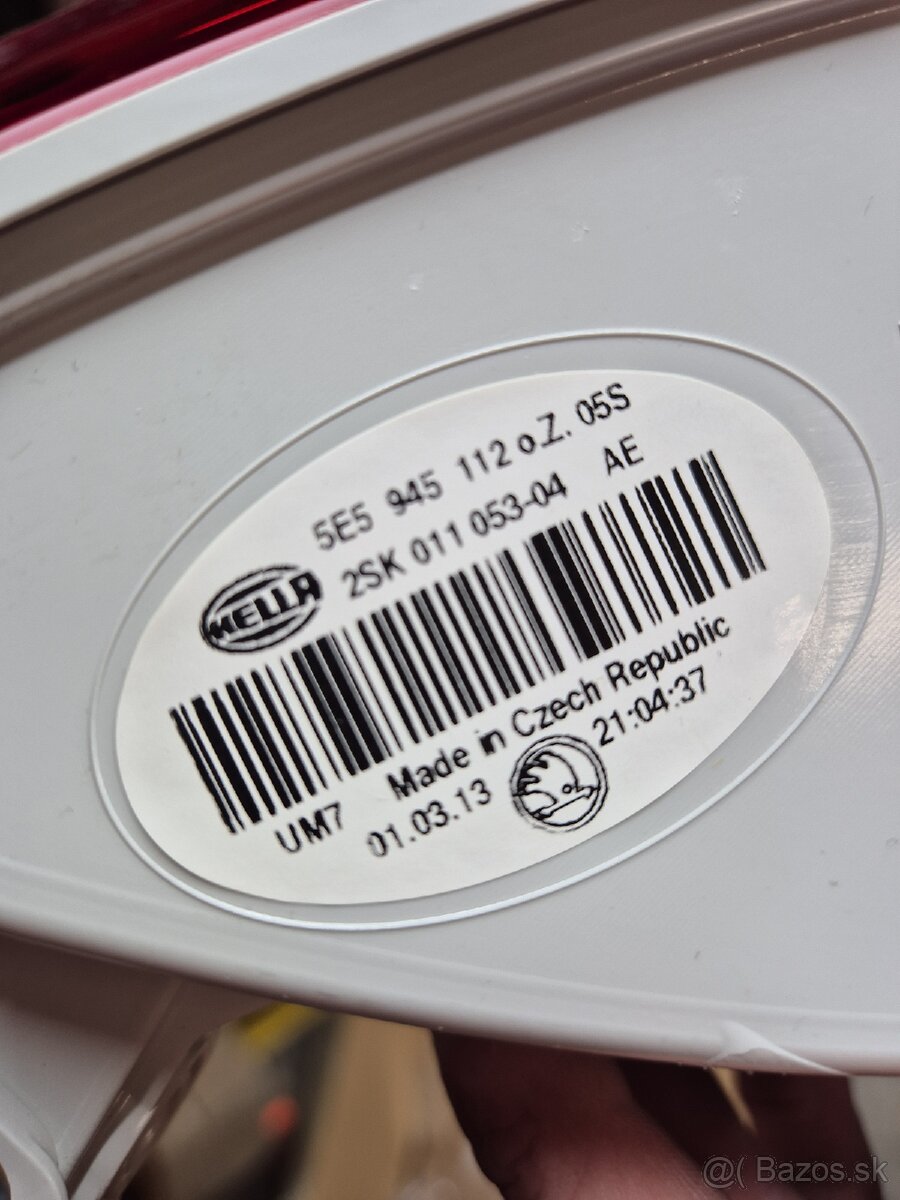 5E5 945 112 o.Z. 05S
HELLA 2SK 011 053-04 AE
Made in Czech Republic
UM7 01.03.13 21:04:37
@( Bazos.sk